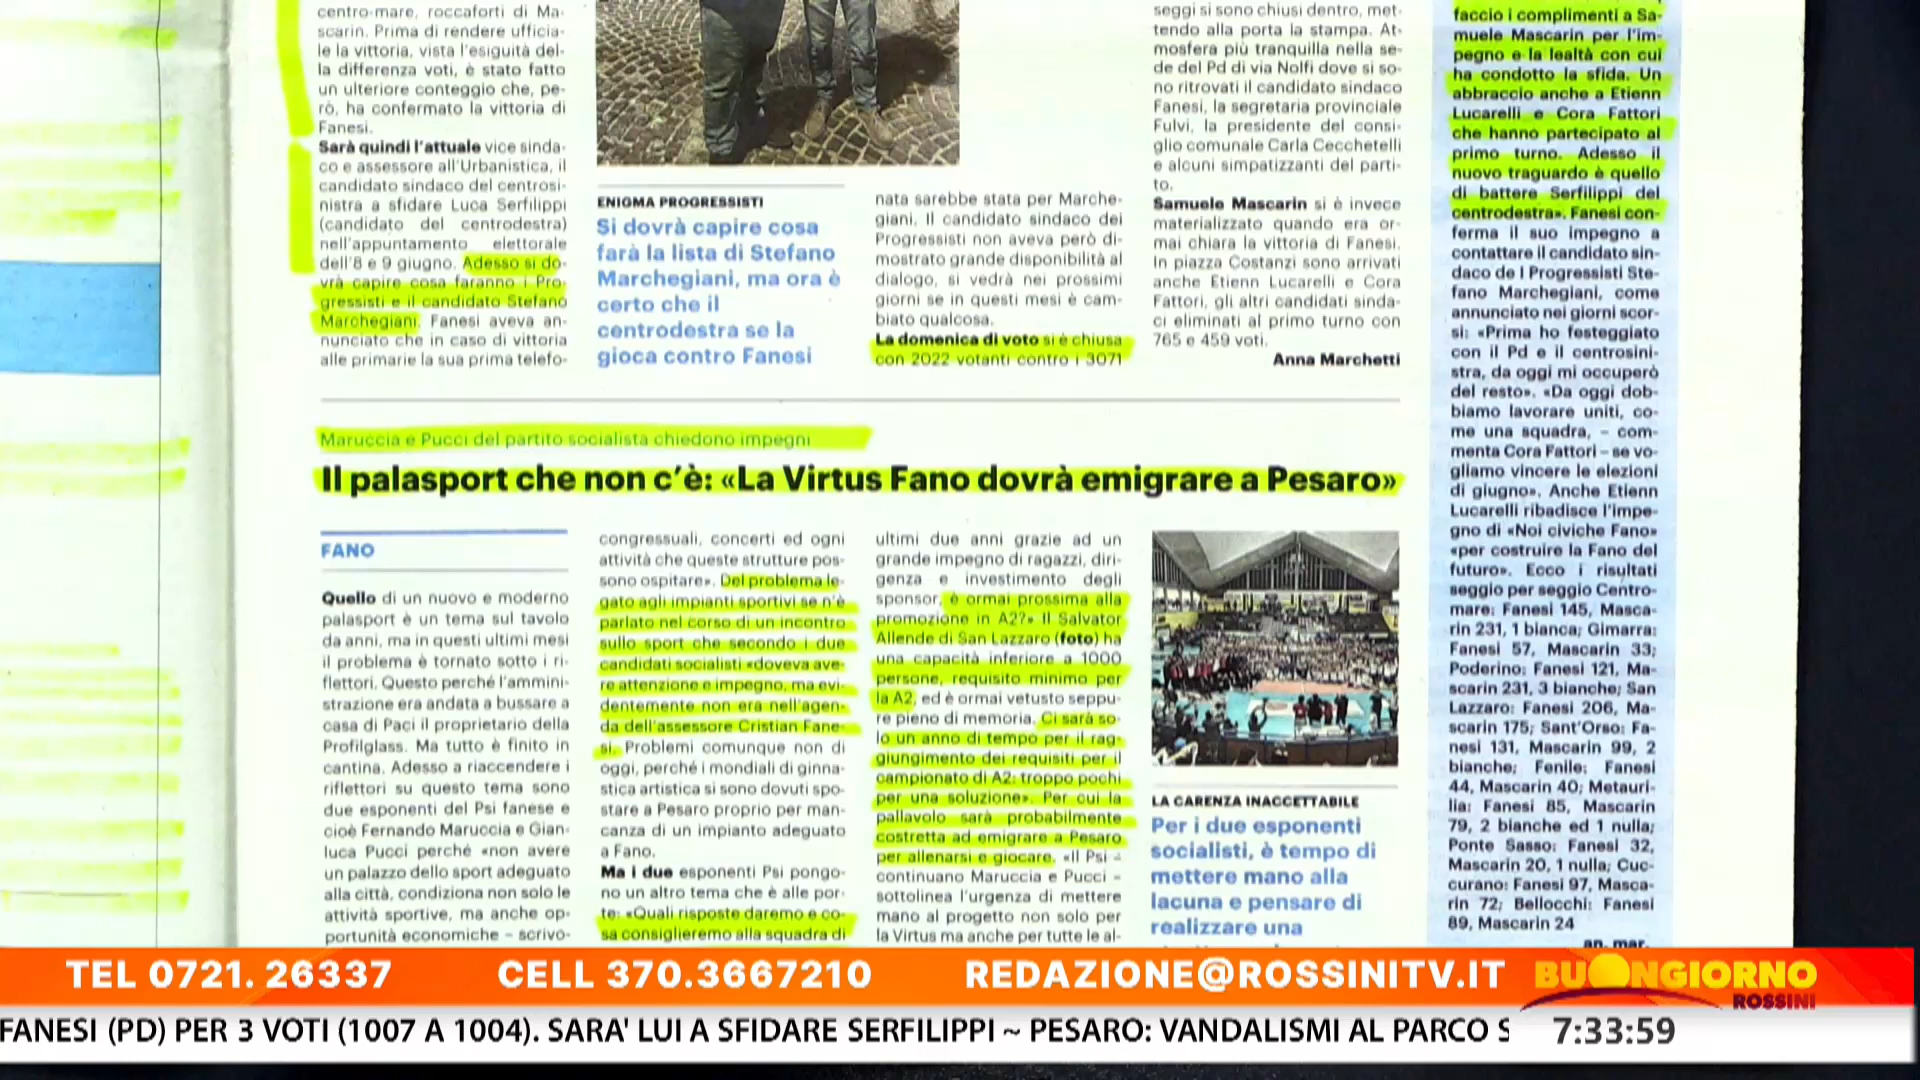 centro-mare, roccaforti di Ma-
scarin. Prima di rendere ufficia-
le la vittoria, vista l'esiguità del-
la differenza voti, è stato fatto
un ulteriore conteggio che, pe-
rò, ha confermato la vittoria di
Fanesi.
Sarà quindi l'attuale vice sinda-
co e assessore all'Urbanistica, il
candidato sindaco del centrosi-
nistra a sfidare Luca Serfilippi
(candidato del centrodestra)
nell'appuntamento elettorale
dell'8 e 9 giugno. Adesso si do-
vrà capire cosa faranno i Pro-
gressisti e il candidato Stefano
Marchegiani. Fanesi aveva an-
nunciato che in caso di vittoria
alle primarie la sua prima telefo-
ENIGMA PROGRESSISTI
Si dovrà capire cosa
farà la lista di Stefano
Marchegiani, ma ora è
certo che il
centrodestra se la
gioca contro Fanesi
nata sarebbe stata per Marche-
giani. Il candidato sindaco dei
Progressisti non aveva però di-
mostrato grande disponibilità al
dialogo, si vedrà nei prossimi
giorni se in questi mesi è cam-
biato qualcosa.
La domenica di voto si è chiusa
con 2022 votanti contro i 3071
seggi si sono chiusi dentro, met-
tendo alla porta la stampa. At-
mosfera più tranquilla nella se-
de del Pd di via Nolfi dove si so-
no ritrovati il candidato sindaco
Fanesi, la segretaria provinciale
Fulvi, la presidente del consi-
glio comunale Carla Cecchetelli
e alcuni simpatizzanti del parti-
to.
Samuele Mascarin si è invece
materializzato quando era or-
mai chiara la vittoria di Fanesi.
In piazza Costanzi sono arrivati
anche Etienn Lucarelli e Cora
Fattori, gli altri candidati sinda-
ci eliminati al primo turno con
765 e 459 voti.
Anna Marchetti
faccio i complimenti a Sa-
muele Mascarin per l'im-
pegno e la lealtà con cui
ha condotto la sfida. Un
abbraccio anche a Etienn
Lucarelli e Cora Fattori
che hanno partecipato al
primo turno. Adesso il
nuovo traguardo è quello
di battere Serfilippi del
centrodestra». Fanesi con-
ferma il suo impegno a
contattare il candidato sin-
daco de I Progressisti Ste-
fano Marchegiani, come
annunciato nei giorni scor-
si: «Prima ho festeggiato
con il Pd e il centrosini-
stra, da oggi mi occuperò
del resto». «Da oggi dob-
biamo lavorare uniti, co-
me una squadra, – com-
menta Cora Fattori – se vo-
gliamo vincere le elezioni
di giugno». Anche Etienn
Lucarelli ribadisce l'impe-
gno di «Noi civiche Fano»
«per costruire la Fano del
futuro». Ecco i risultati
seggio per seggio Centro-
mare: Fanesi 145, Masca-
rin 231, 1 bianca; Gimarra:
Fanesi 57, Mascarin 33;
Poderino: Fanesi 121, Ma-
scarin 231, 3 bianche; San
Lazzaro: Fanesi 206, Ma-
scarin 175; Sant'Orso: Fa-
nesi 131, Mascarin 99, 2
bianche; Fenile: Fanesi
44, Mascarin 40; Metauri-
lia: Fanesi 85, Mascarin
79, 2 bianche ed 1 nulla;
Ponte Sasso: Fanesi 32,
Mascarin 20, 1 nulla; Cuc-
curano: Fanesi 97, Masca-
rin 72; Bellocchi: Fanesi
89, Mascarin 24
an. mar.
Maruccia e Pucci del partito socialista chiedono impegni
Il palasport che non c'è: «La Virtus Fano dovrà emigrare a Pesaro»
FANO
Quello di un nuovo e moderno
palasport è un tema sul tavolo
da anni, ma in questi ultimi mesi
il problema è tornato sotto i ri-
flettori. Questo perché l'ammini-
strazione era andata a bussare a
casa di Paci il proprietario della
Profilglass. Ma tutto è finito in
cantina. Adesso a riaccendere i
riflettori su questo tema sono
due esponenti del Psi fanese e
cioè Fernando Maruccia e Gian-
luca Pucci perché «non avere
un palazzo dello sport adeguato
alla città, condiziona non solo le
attività sportive, ma anche op-
portunità economiche – scrivo-
congressuali, concerti ed ogni
attività che queste strutture pos-
sono ospitare». Del problema le-
gato agli impianti sportivi se n'è
parlato nel corso di un incontro
sullo sport che secondo i due
candidati socialisti «doveva ave-
re attenzione e impegno, ma evi-
dentemente non era nell'agen-
da dell'assessore Cristian Fane-
si. Problemi comunque non di
oggi, perché i mondiali di ginna-
stica artistica si sono dovuti spo-
stare a Pesaro proprio per man-
canza di un impianto adeguato
a Fano.
Ma i due esponenti Psi pongo-
no un altro tema che è alle por-
te: «Quali risposte daremo e co-
sa consiglieremo alla squadra di
ultimi due anni grazie ad un
grande impegno di ragazzi, diri-
genza e investimento degli
sponsor, è ormai prossima alla
promozione in A2?» Il Salvator
Allende di San Lazzaro (foto) ha
una capacità inferiore a 1000
persone, requisito minimo per
la A2, ed è ormai vetusto seppu-
re pieno di memoria. Ci sarà so-
lo un anno di tempo per il rag-
giungimento dei requisiti per il
campionato di A2: troppo pochi
per una soluzione». Per cui la
pallavolo sarà probabilmente
costretta ad emigrare a Pesaro
per allenarsi e giocare. «Il Psi –
continuano Maruccia e Pucci –
sottolinea l'urgenza di mettere
mano al progetto non solo per
la Virtus ma anche per tutte le al-
LA CARENZA INACCETTABILE
Per i due esponenti
socialisti, è tempo di
mettere mano alla
lacuna e pensare di
realizzare una
TEL 0721. 26337 CELL 370.3667210 REDAZIONE@ROSSINITV.IT
BUONGIORNO
ROSSINI
FANESI (PD) PER 3 VOTI (1007 A 1004). SARA' LUI A SFIDARE SERFILIPPI ~ PESARO: VANDALISMI AL PARCO S
7:33:59